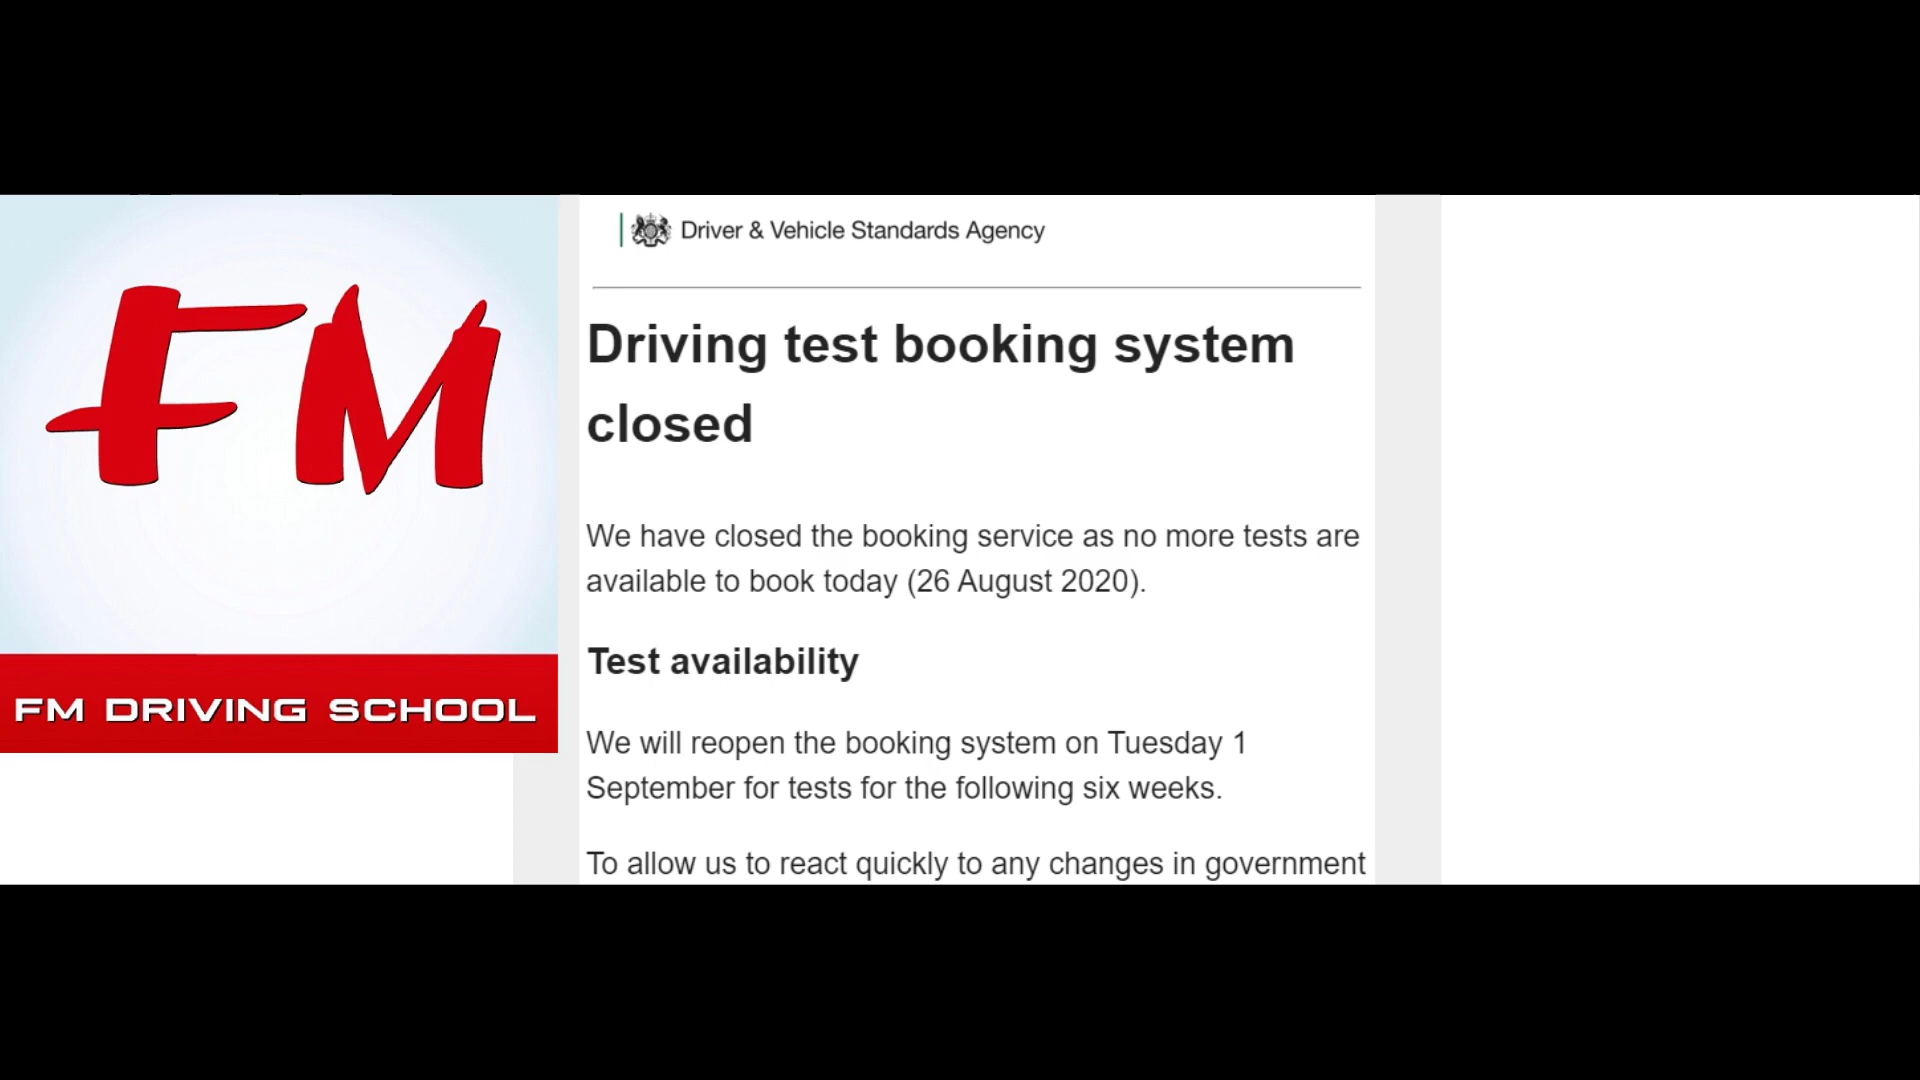 FM
FM DRIVING SCHOOL
Driver & Vehicle Standards Agency
Driving test booking system
closed
We have closed the booking service as no more tests are
available to book today (26 August 2020).
Test availability
We will reopen the booking system on Tuesday 1
September for tests for the following six weeks.
To allow us to react quickly to any changes in government